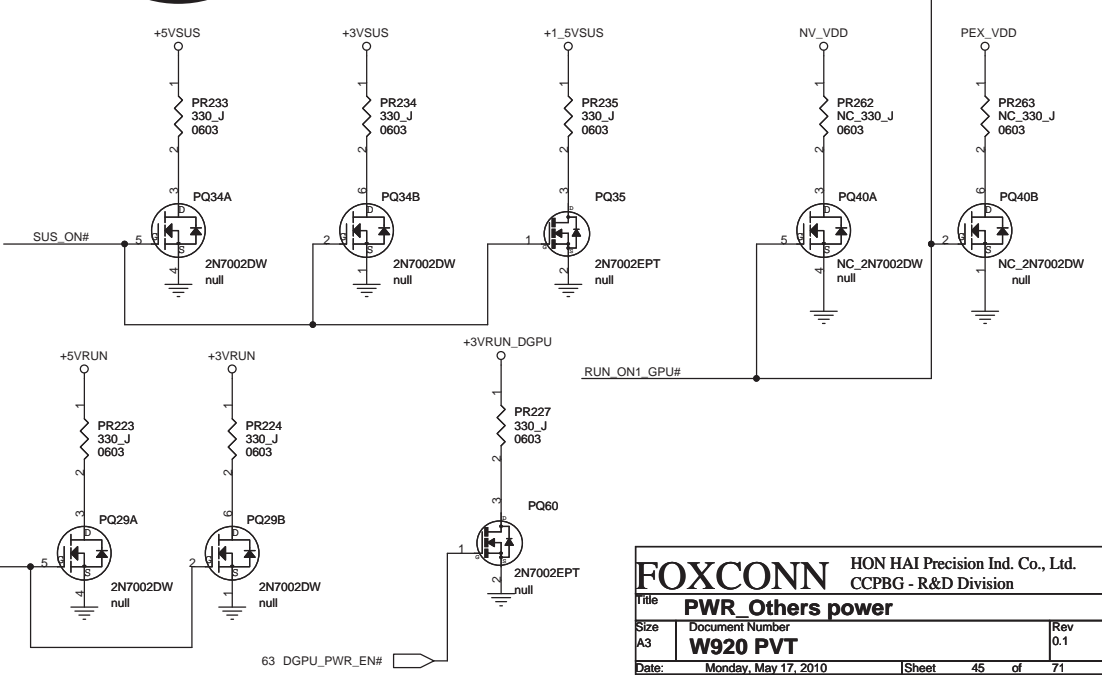 +5VSUS
1
PR233
330_J
0603
2
3
PQ34A
D
G
S
5
4
2N7002DW
null
SUS_ON#
+3VSUS
1
PR234
330_J
0603
2
6
PQ34B
D
G
S
2
1
2N7002DW
null
+1_5VSUS
1
PR235
330_J
0603
2
3
PQ35
D
G
S
1
2
2N7002EPT
null
NV_VDD
1
PR262
NC_330_J
0603
2
3
PQ40A
D
G
S
5
4
NC_2N7002DW
null
PEX_VDD
1
PR263
NC_330_J
0603
2
6
PQ40B
D
G
S
2
1
NC_2N7002DW
null
RUN_ON1_GPU#
+5VRUN
1
PR223
330_J
0603
2
3
PQ29A
D
G
S
5
4
2N7002DW
null
+3VRUN
1
PR224
330_J
0603
2
6
PQ29B
D
G
S
2
1
2N7002DW
null
+3VRUN_DGPU
1
PR227
330_J
0603
2
3
PQ60
D
G
S
1
2
2N7002EPT
null
63 DGPU_PWR_EN#
FOXCONN
HON HAI Precision Ind. Co., Ltd.
CCPBG - R&D Division
Title
PWR_Others power
Size
A3
Document Number
W920 PVT
Rev
0.1
Date: Monday, May 17, 2010 Sheet 45 of 71